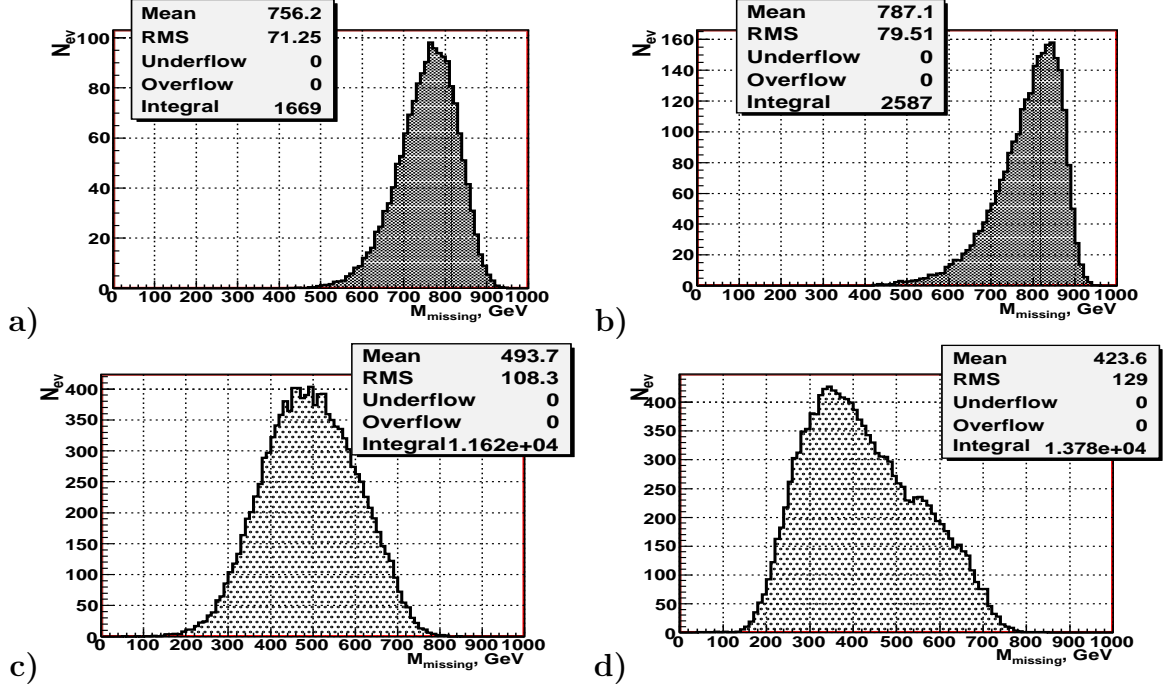 Mean 756.2
RMS 71.25
Underflow 0
Overflow 0
Integral 1669
N_ev
100
80
60
40
20
0
0 100 200 300 400 500 600 700 800 900 1000
M_missing, GeV
a)
Mean 787.1
RMS 79.51
Underflow 0
Overflow 0
Integral 2587
N_ev
160
140
120
100
80
60
40
20
0
0 100 200 300 400 500 600 700 800 900 1000
M_missing, GeV
b)
Mean 493.7
RMS 108.3
Underflow 0
Overflow 0
Integral 1.162e+04
N_ev
400
350
300
250
200
150
100
50
0
0 100 200 300 400 500 600 700 800 900 1000
M_missing, GeV
c)
Mean 423.6
RMS 129
Underflow 0
Overflow 0
Integral 1.378e+04
N_ev
400
350
300
250
200
150
100
50
0
0 100 200 300 400 500 600 700 800 900 1000
M_missing, GeV
d)